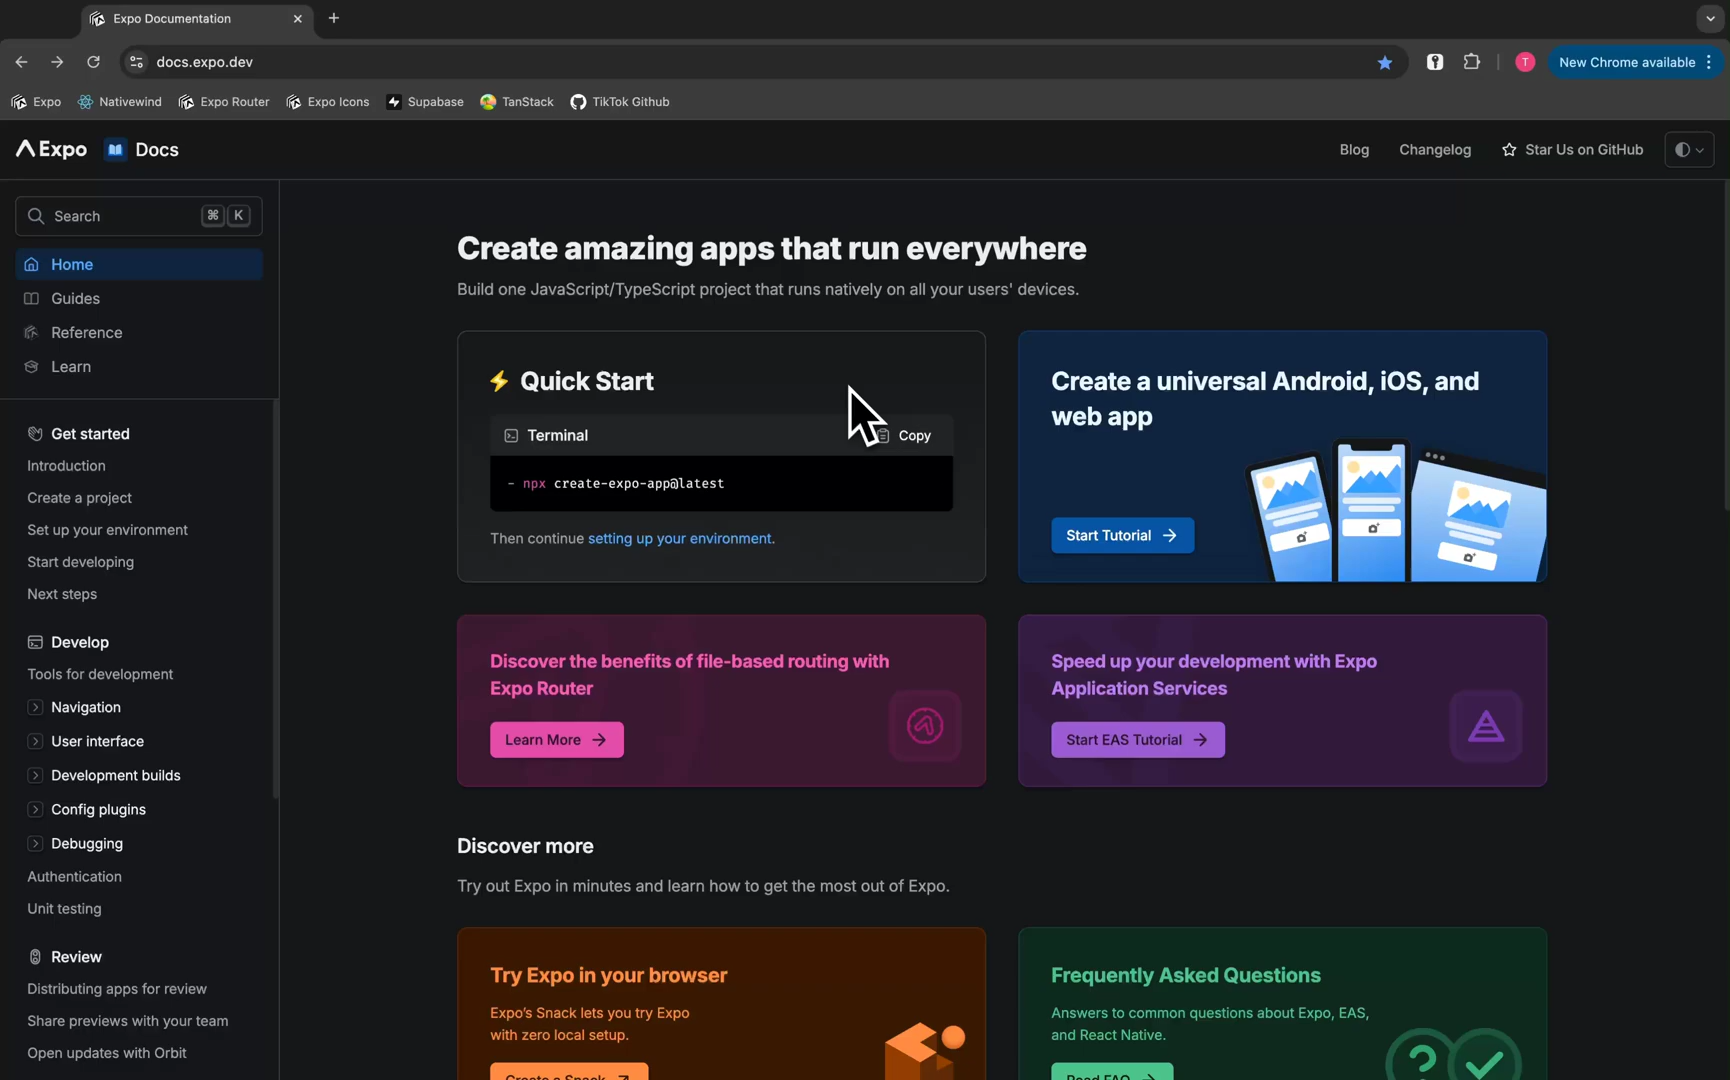 Expo Documentation
docs.expo.dev
T
New Chrome available
Expo
Nativewind
Expo Router
Expo Icons
Supabase
TanStack
TikTok Github
Expo
Docs
Blog
Changelog
Star Us on GitHub
Search
⌘ K
Home
Guides
Reference
Learn
Get started
Introduction
Create a project
Set up your environment
Start developing
Next steps
Develop
Tools for development
Navigation
User interface
Development builds
Config plugins
Debugging
Authentication
Unit testing
Review
Distributing apps for review
Share previews with your team
Open updates with Orbit
Create amazing apps that run everywhere
Build one JavaScript/TypeScript project that runs natively on all your users' devices.
Quick Start
Terminal
Copy
- npx create-expo-app@latest
Then continue setting up your environment.
Create a universal Android, iOS, and
web app
Start Tutorial
Discover the benefits of file-based routing with
Expo Router
Learn More
Speed up your development with Expo
Application Services
Start EAS Tutorial
Discover more
Try out Expo in minutes and learn how to get the most out of Expo.
Try Expo in your browser
Expo's Snack lets you try Expo
with zero local setup.
Create a Snack
Frequently Asked Questions
Answers to common questions about Expo, EAS,
and React Native.
Read FAQ